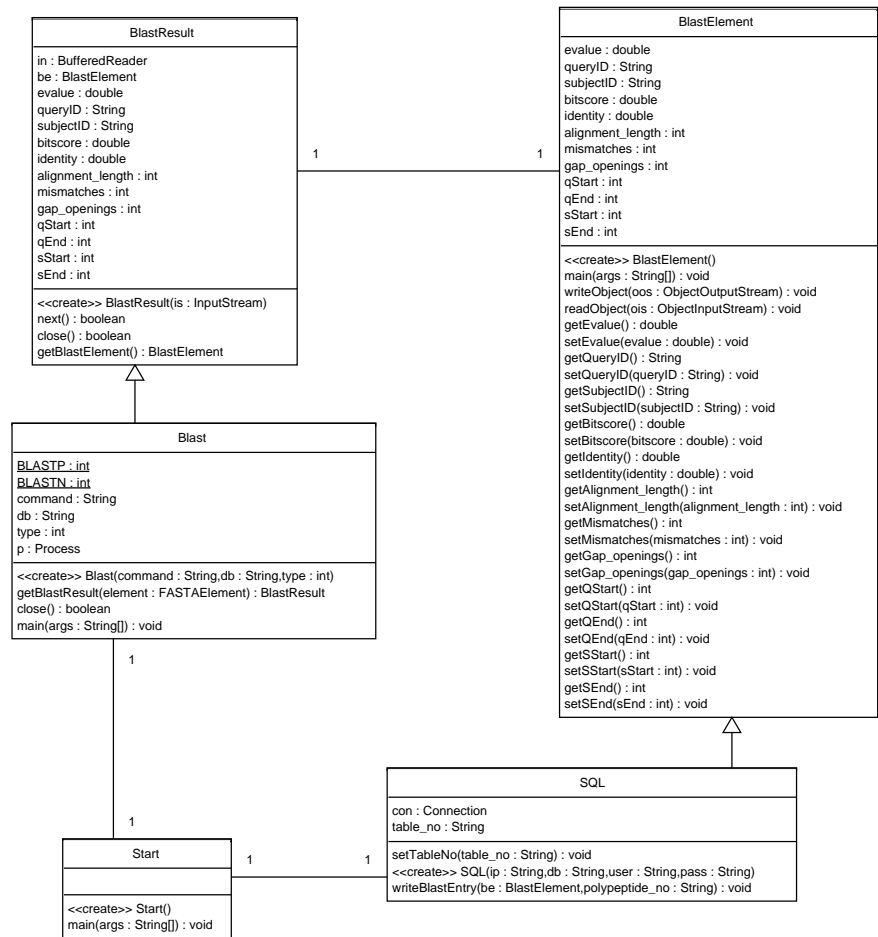 BlastResult
in : BufferedReader
be : BlastElement
evalue : double
queryID : String
subjectID : String
bitscore : double
identity : double
alignment_length : int
mismatches : int
gap_openings : int
qStart : int
qEnd : int
sStart : int
sEnd : int
<<create>> BlastResult(is : InputStream)
next() : boolean
close() : boolean
getBlastElement() : BlastElement
1
1
BlastElement
evalue : double
queryID : String
subjectID : String
bitscore : double
identity : double
alignment_length : int
mismatches : int
gap_openings : int
qStart : int
qEnd : int
sStart : int
sEnd : int
<<create>> BlastElement()
main(args : String[]) : void
writeObject(oos : ObjectOutputStream) : void
readObject(ois : ObjectInputStream) : void
getEvalue() : double
setEvalue(evalue : double) : void
getQueryID() : String
setQueryID(queryID : String) : void
getSubjectID() : String
setSubjectID(subjectID : String) : void
getBitscore() : double
setBitscore(bitscore : double) : void
getIdentity() : double
setIdentity(identity : double) : void
getAlignment_length() : int
setAlignment_length(alignment_length : int) : void
getMismatches() : int
setMismatches(mismatches : int) : void
getGap_openings() : int
setGap_openings(gap_openings : int) : void
getQStart() : int
setQStart(qStart : int) : void
getQEnd() : int
setQEnd(qEnd : int) : void
getSStart() : int
setSStart(sStart : int) : void
getSEnd() : int
setSEnd(sEnd : int) : void
Blast
BLASTP : int
BLASTN : int
command : String
db : String
type : int
p : Process
<<create>> Blast(command : String,db : String,type : int)
getBlastResult(element : FASTAElement) : BlastResult
close() : boolean
main(args : String[]) : void
1
1
Start
<<create>> Start()
main(args : String[]) : void
1
1
SQL
con : Connection
table_no : String
setTableNo(table_no : String) : void
<<create>> SQL(ip : String,db : String,user : String,pass : String)
writeBlastEntry(be : BlastElement,polypeptide_no : String) : void